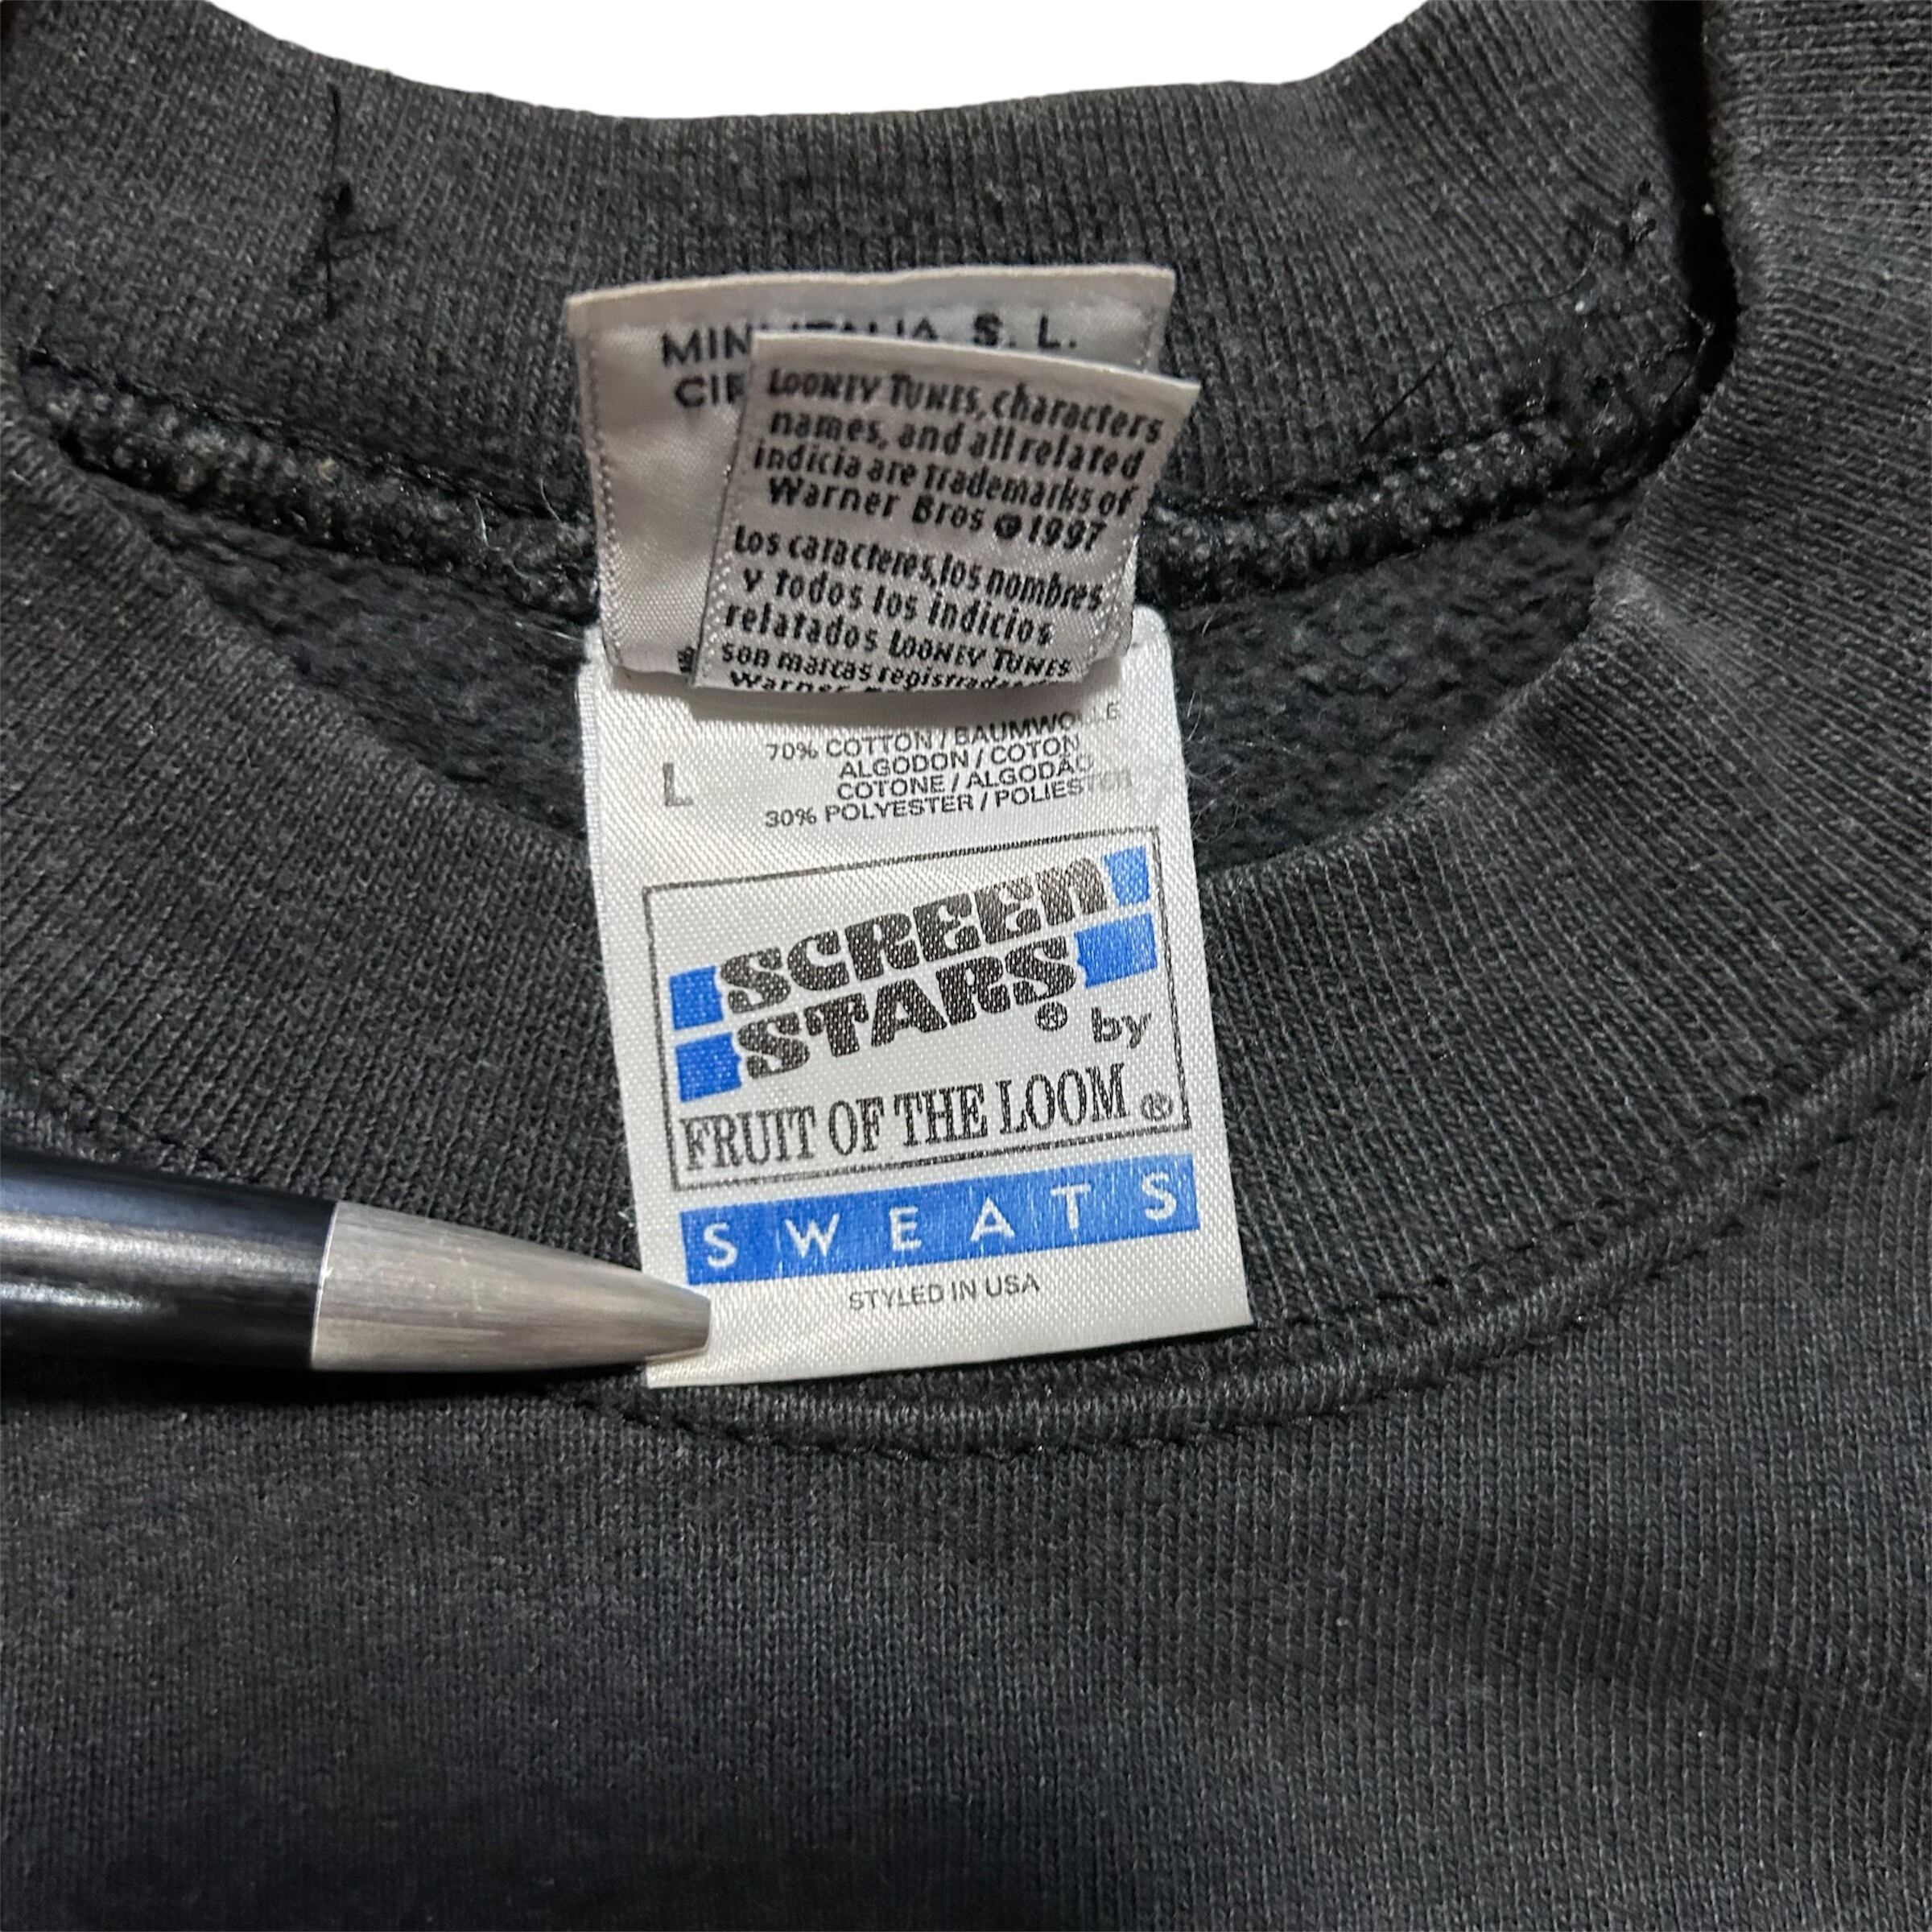 S. L.
LOONEY TUNES, characters
names, and all related
indicia are trademarks of
Warner Bros © 1997
Los caracteres, los nombres
y todos los indicios
relatados LOONEY TUNES
son marcas registradas
Warner
L
70% COTTON / BAUMWOLLE
ALGODON / COTON
COTONE / ALGODÃO
30% POLYESTER / POLIESTER
SCREEN
STARS® by
FRUIT OF THE LOOM®
SWEATS
STYLED IN USA